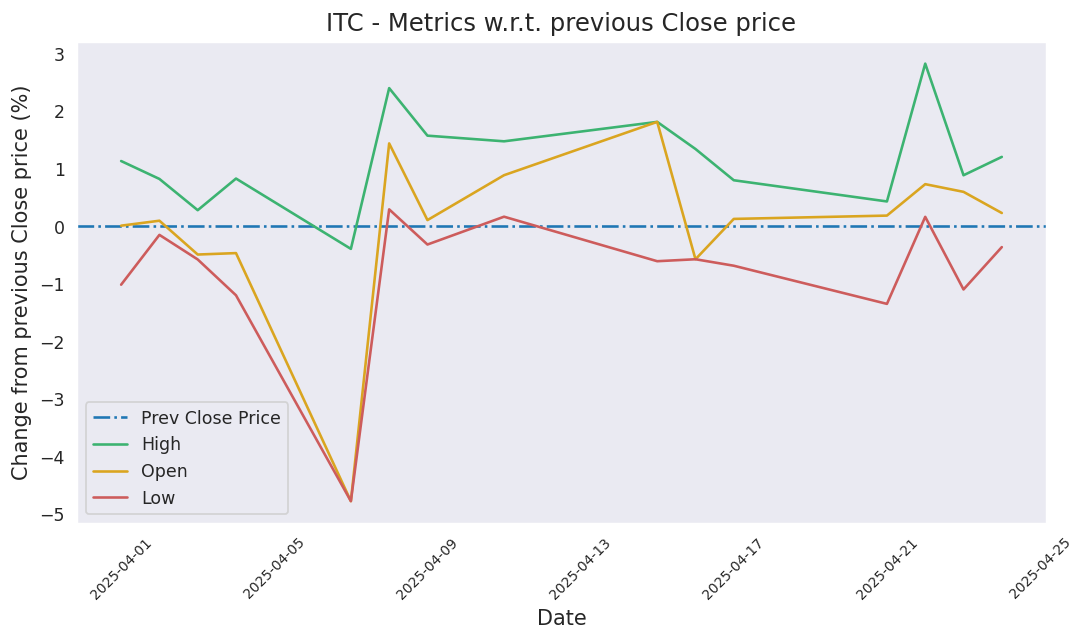 ITC - Metrics w.r.t. previous Close price
Change from previous Close price (%)
3
2
1
0
−1
−2
−3
−4
−5
Prev Close Price
High
Open
Low
2025-04-01
2025-04-05
2025-04-09
2025-04-13
2025-04-17
2025-04-21
2025-04-25
Date